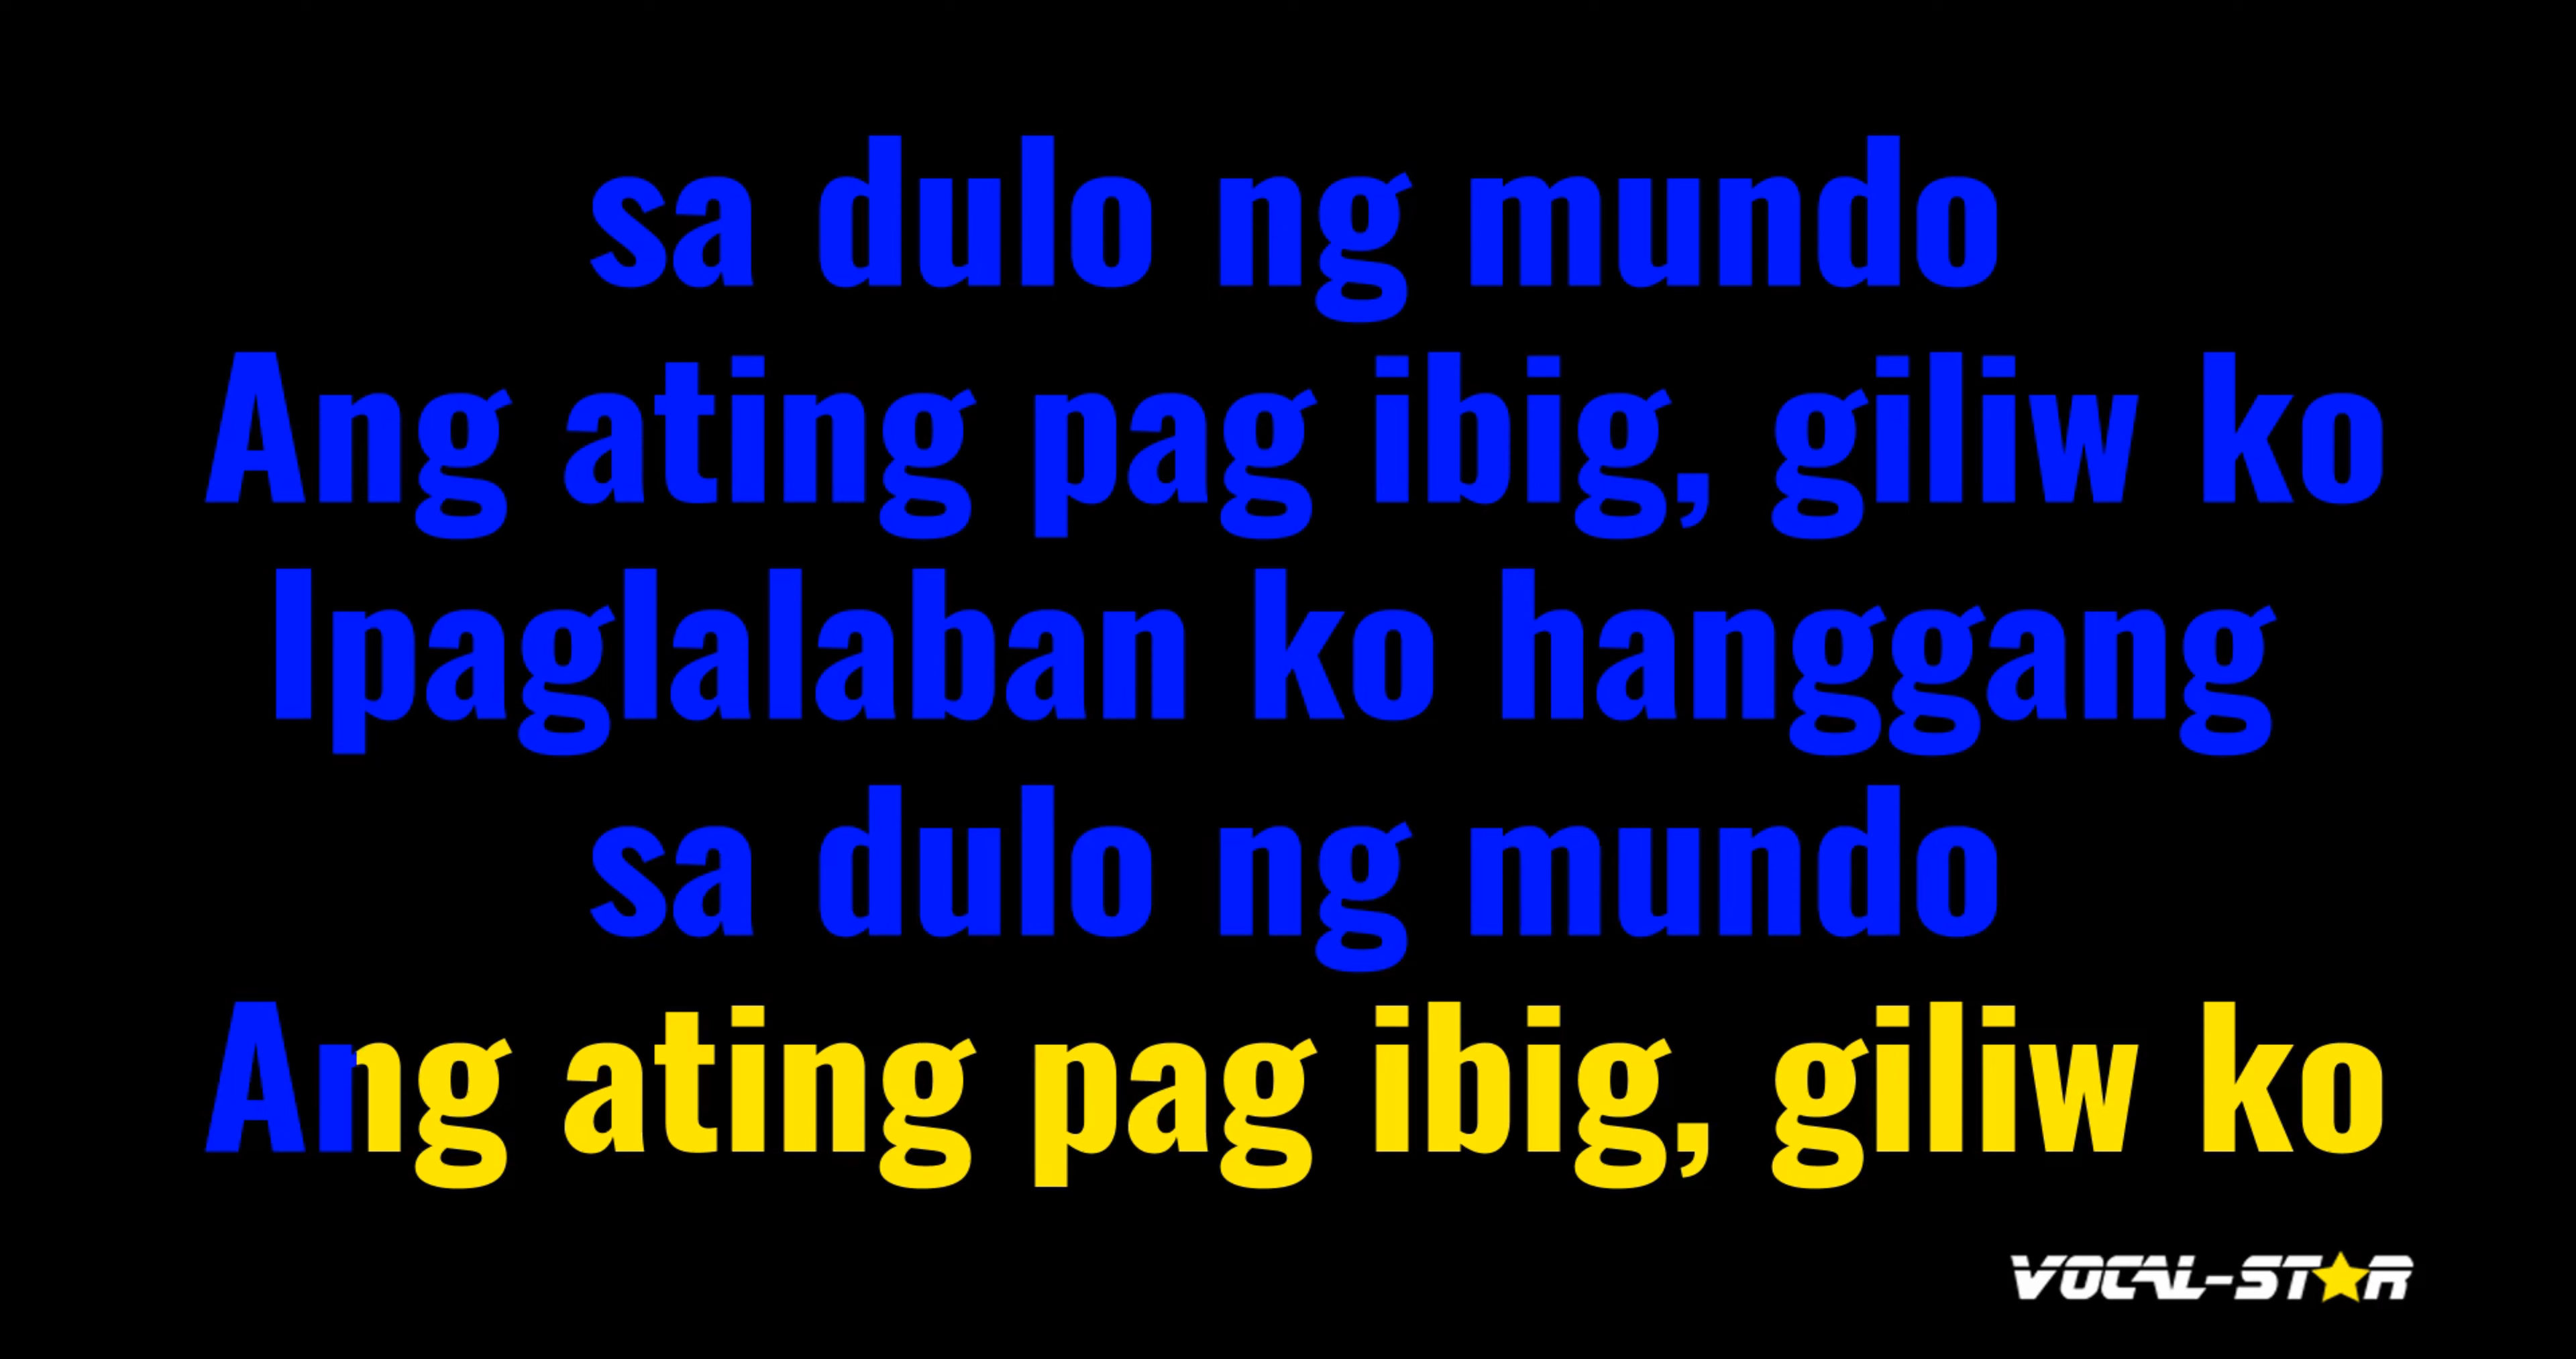 sa dulo ng mundo
Ang ating pag ibig, giliw ko
Ipaglalaban ko hanggang
sa dulo ng mundo
Ang ating pag ibig, giliw ko
VOCAL-STAR